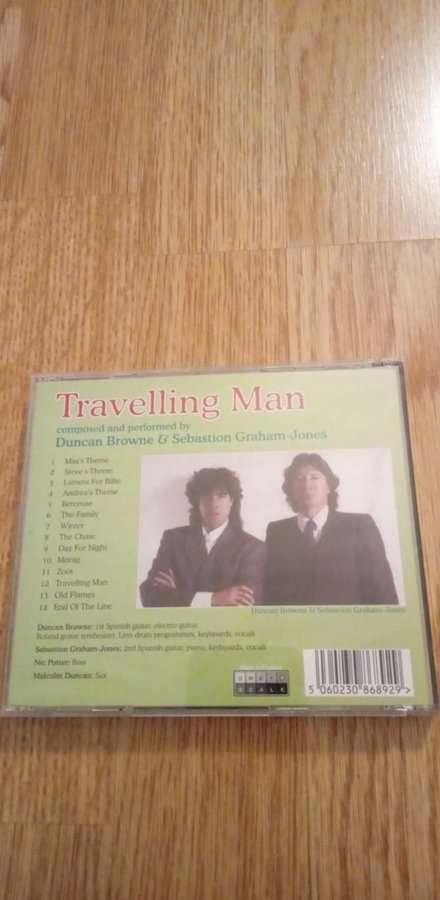 Travelling Man
composed and performed by
Duncan Browne & Sebastion Graham-Jones
1 Max's Theme
2 Steve's Theme
3 Lament For Billie
4 Andrea's Theme
5 Berceuse
6 The Family
7 Winter
8 The Chase
9 Day For Night
10 Morag
11 Zoot
12 Travelling Man
13 Old Flames
14 End Of The Line
Duncan Browne & Sebastion Graham-Jones
Duncan Browne: 1st Spanish guitar, electric guitar,
Roland guitar synthesizer, Linn drum programmes, keyboards, vocals
Sebastion Graham-Jones: 2nd Spanish guitar, piano, keyboards, vocals
Nic Potter: Bass
Malcolm Duncan: Sax
GREY
SCALE
5 060230 868929 >